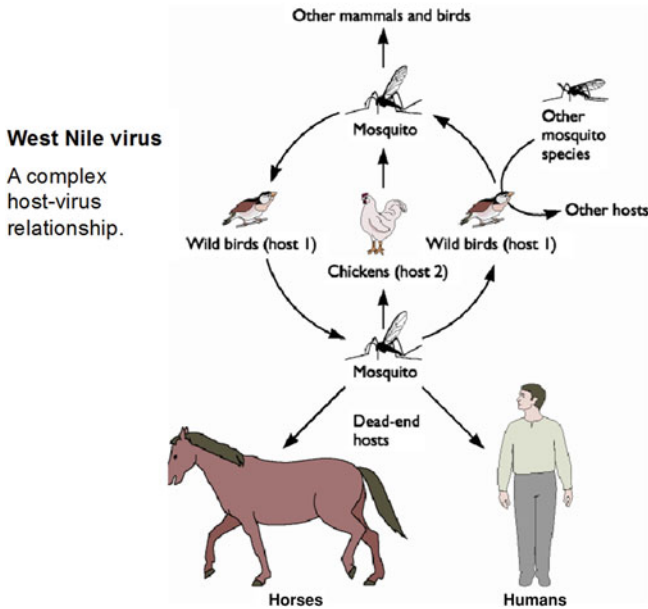 Other mammals and birds
Mosquito
West Nile virus
A complex
host-virus
relationship.
Other
mosquito
species
Other hosts
Wild birds (host 1)
Chickens (host 2)
Wild birds (host 1)
Mosquito
Dead-end
hosts
Horses
Humans